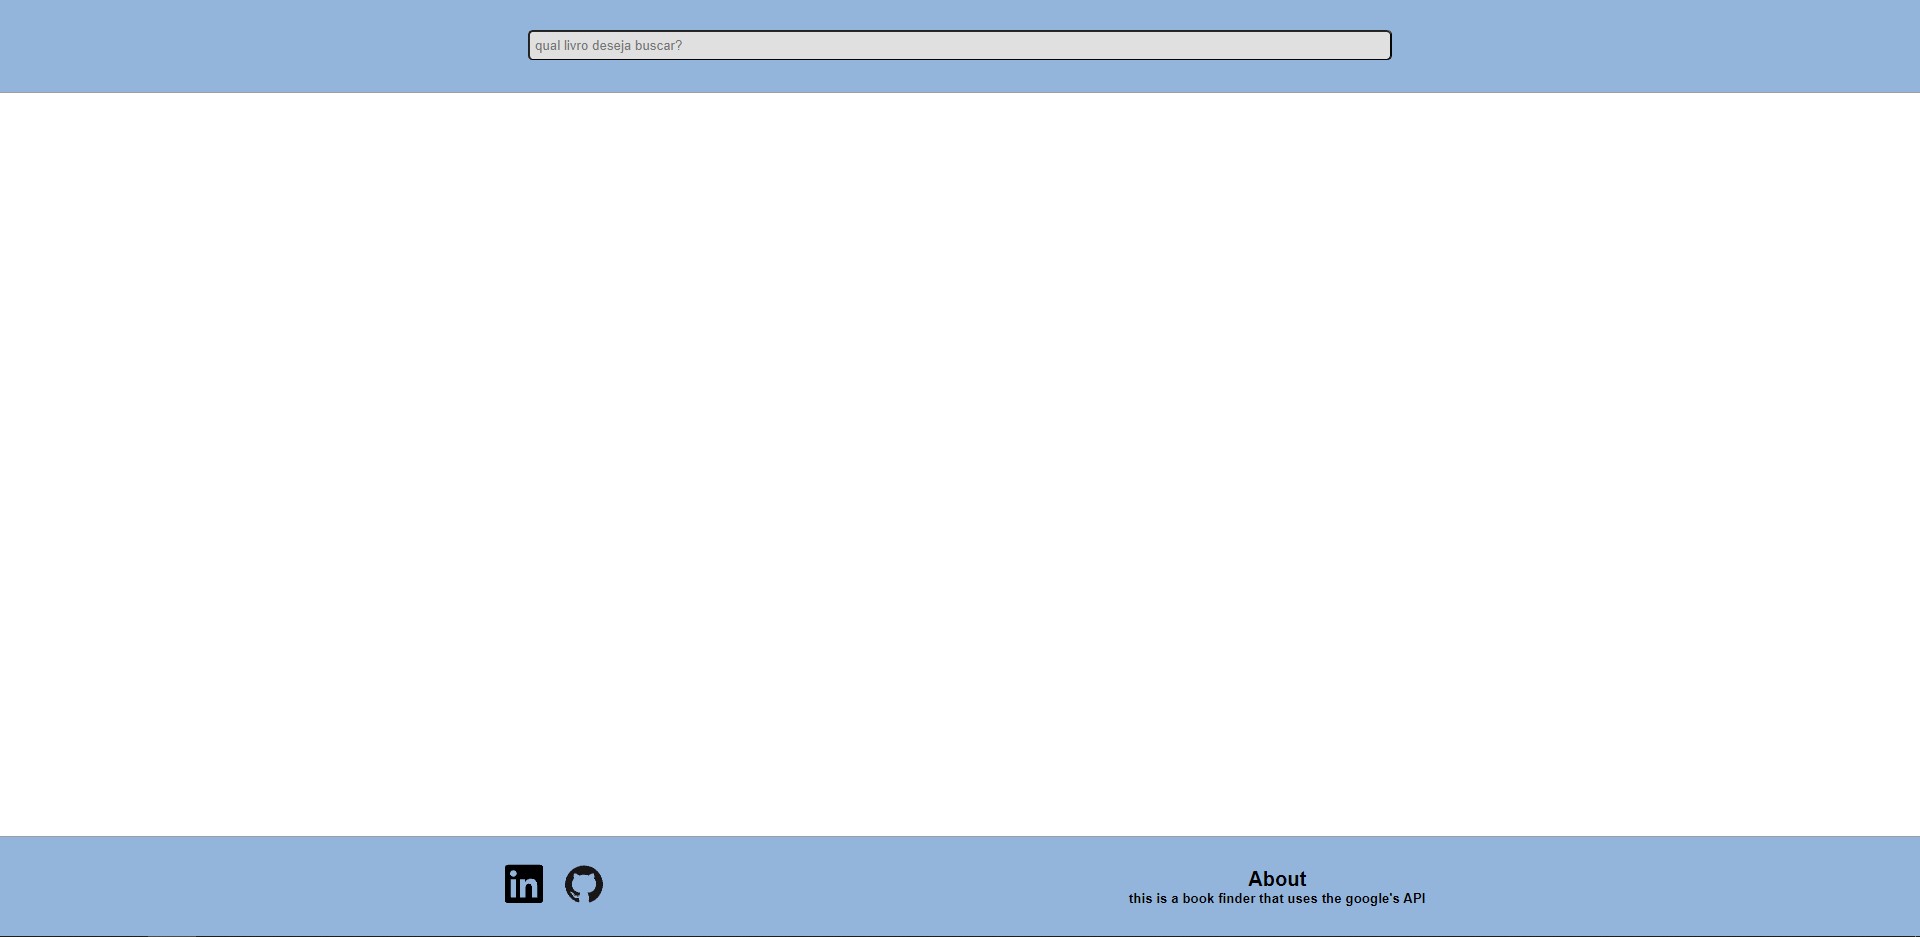 qual livro deseja buscar?
in
About
this is a book finder that uses the google's API